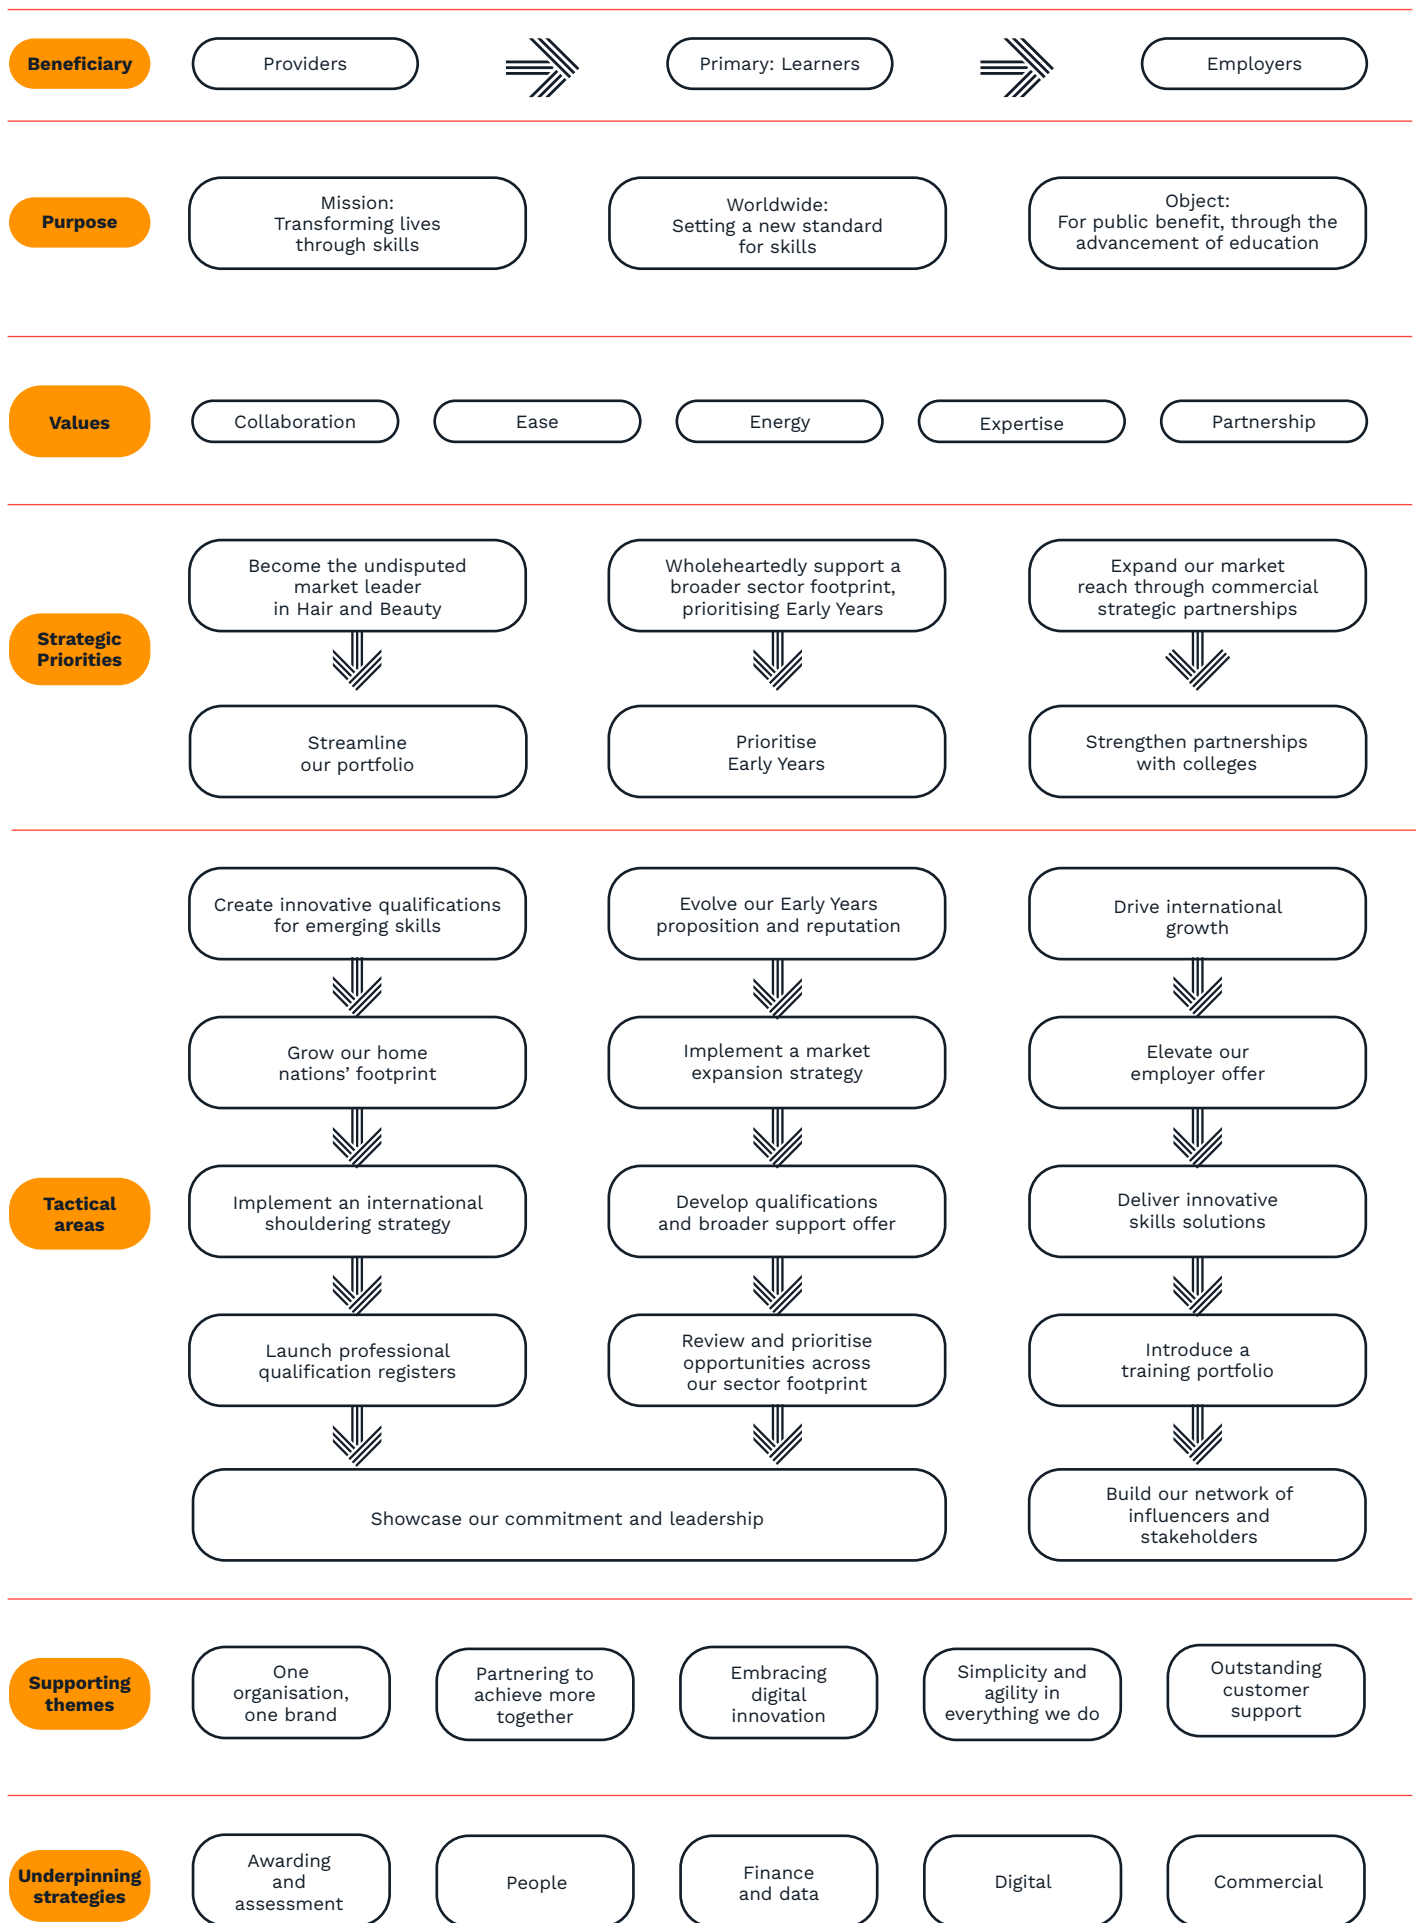 Beneficiary
Providers
Primary: Learners
Employers
Purpose
Mission:
Transforming lives
through skills
Worldwide:
Setting a new standard
for skills
Object:
For public benefit, through the
advancement of education
Values
Collaboration
Ease
Energy
Expertise
Partnership
Strategic
Priorities
Become the undisputed
market leader
in Hair and Beauty
Wholeheartedly support a
broader sector footprint,
prioritising Early Years
Expand our market
reach through commercial
strategic partnerships
Streamline
our portfolio
Prioritise
Early Years
Strengthen partnerships
with colleges
Tactical
areas
Create innovative qualifications
for emerging skills
Evolve our Early Years
proposition and reputation
Drive international
growth
Grow our home
nations’ footprint
Implement a market
expansion strategy
Elevate our
employer offer
Implement an international
shouldering strategy
Develop qualifications
and broader support offer
Deliver innovative
skills solutions
Launch professional
qualification registers
Review and prioritise
opportunities across
our sector footprint
Introduce a
training portfolio
Showcase our commitment and leadership
Build our network of
influencers and
stakeholders
Supporting
themes
One
organisation,
one brand
Partnering to
achieve more
together
Embracing
digital
innovation
Simplicity and
agility in
everything we do
Outstanding
customer
support
Underpinning
strategies
Awarding
and
assessment
People
Finance
and data
Digital
Commercial